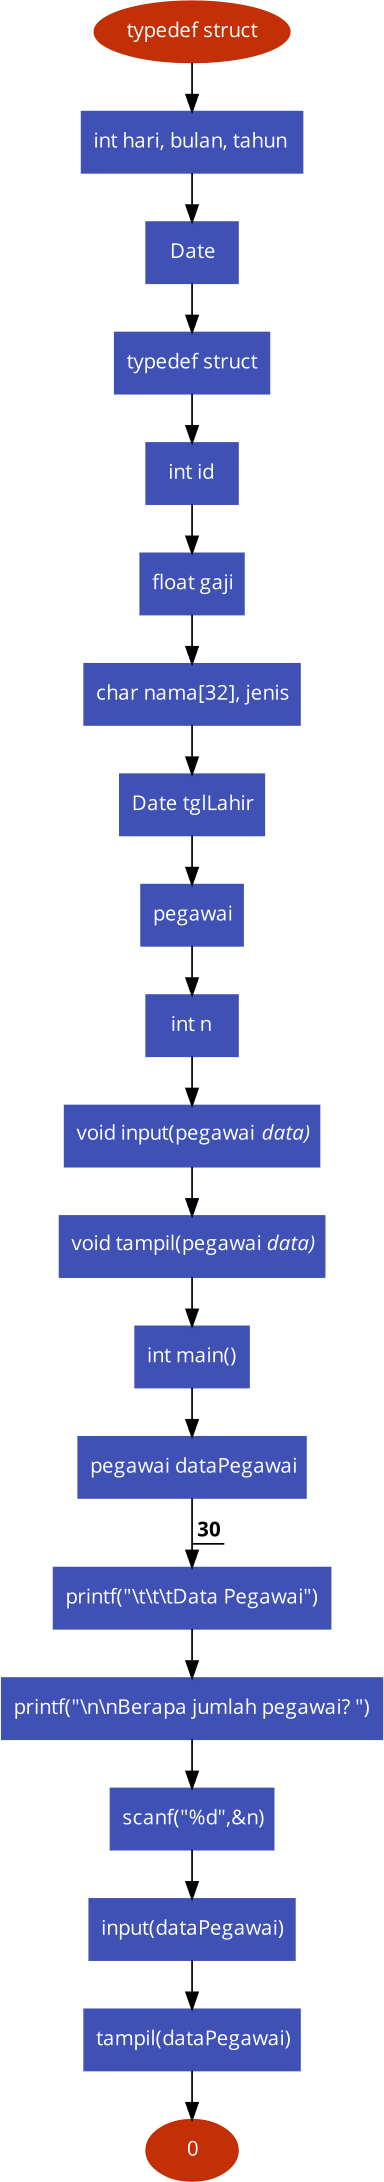 typedef struct
int hari, bulan, tahun
Date
typedef struct
int id
float gaji
char nama[32], jenis
Date tglLahir
pegawai
int n
void input(pegawai data)
void tampil(pegawai data)
int main()
pegawai dataPegawai
30
printf("\t\t\tData Pegawai")
printf("\n\nBerapa jumlah pegawai? ")
scanf("%d",&n)
input(dataPegawai)
tampil(dataPegawai)
0